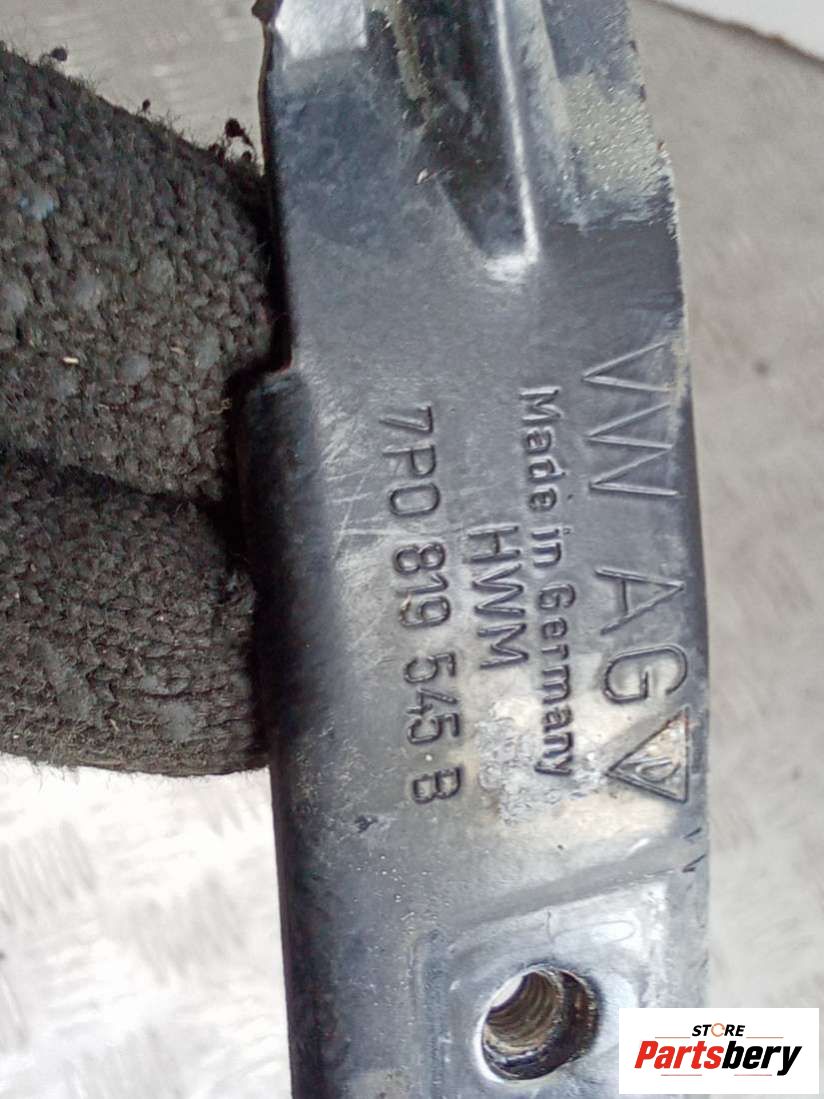 VW AG
Made in Germany
HWM
7P0 819 545 B
STORE
Partsbery